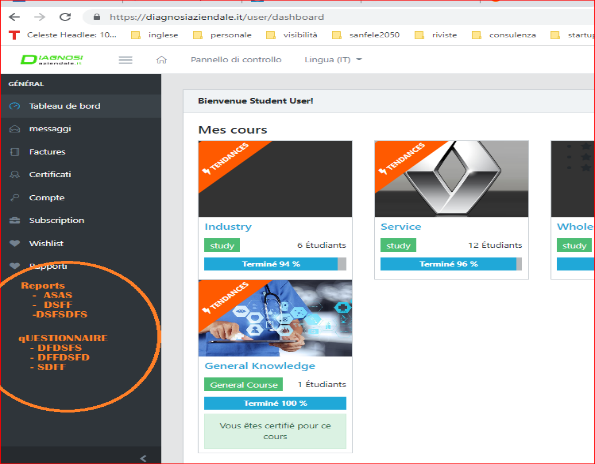 https://diagnosiaziendale.it/user/dashboard
Celeste Headlee: 10... inglese personale visibilità sanfele2050 riviste consulenza startup
DIAGNOSI
aziendale.it
Pannello di controllo Lingua (IT)
GÉNÉRAL
Tableau de bord
messaggi
Factures
Certificati
Compte
Subscription
Wishlist
Rapporti
Reports
- ASAS
- DSFF
-DSFSDFS
qUESTIONNAIRE
- DFDSFS
- DFFDSFD
- SDFF
Bienvenue Student User!
Mes cours
TENDANCES
Industry
study 6 Étudiants
Terminé 94 %
TENDANCES
Service
study 12 Étudiants
Terminé 96 %
Whole
study
TENDANCES
General Knowledge
General Course 1 Étudiants
Terminé 100 %
Vous êtes certifié pour ce
cours